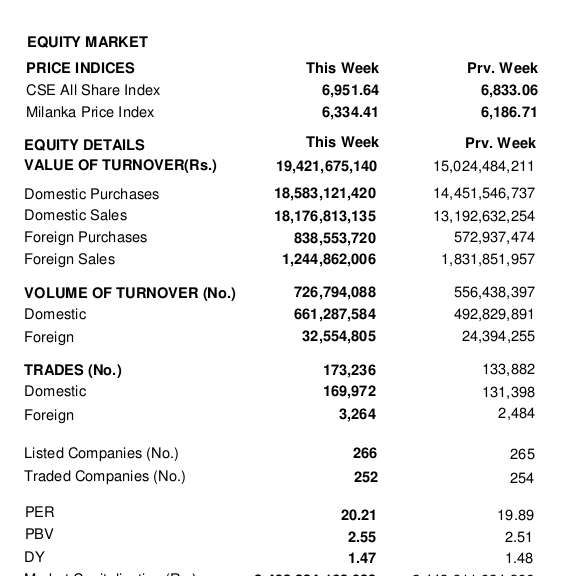 EQUITY MARKET
PRICE INDICES This Week Prv. Week
CSE All Share Index 6,951.64 6,833.06
Milanka Price Index 6,334.41 6,186.71
EQUITY DETAILS This Week Prv. Week
VALUE OF TURNOVER(Rs.) 19,421,675,140 15,024,484,211
Domestic Purchases 18,583,121,420 14,451,546,737
Domestic Sales 18,176,813,135 13,192,632,254
Foreign Purchases 838,553,720 572,937,474
Foreign Sales 1,244,862,006 1,831,851,957
VOLUME OF TURNOVER (No.) 726,794,088 556,438,397
Domestic 661,287,584 492,829,891
Foreign 32,554,805 24,394,255
TRADES (No.) 173,236 133,882
Domestic 169,972 131,398
Foreign 3,264 2,484
Listed Companies (No.) 266 265
Traded Companies (No.) 252 254
PER 20.21 19.89
PBV 2.55 2.51
DY 1.47 1.48